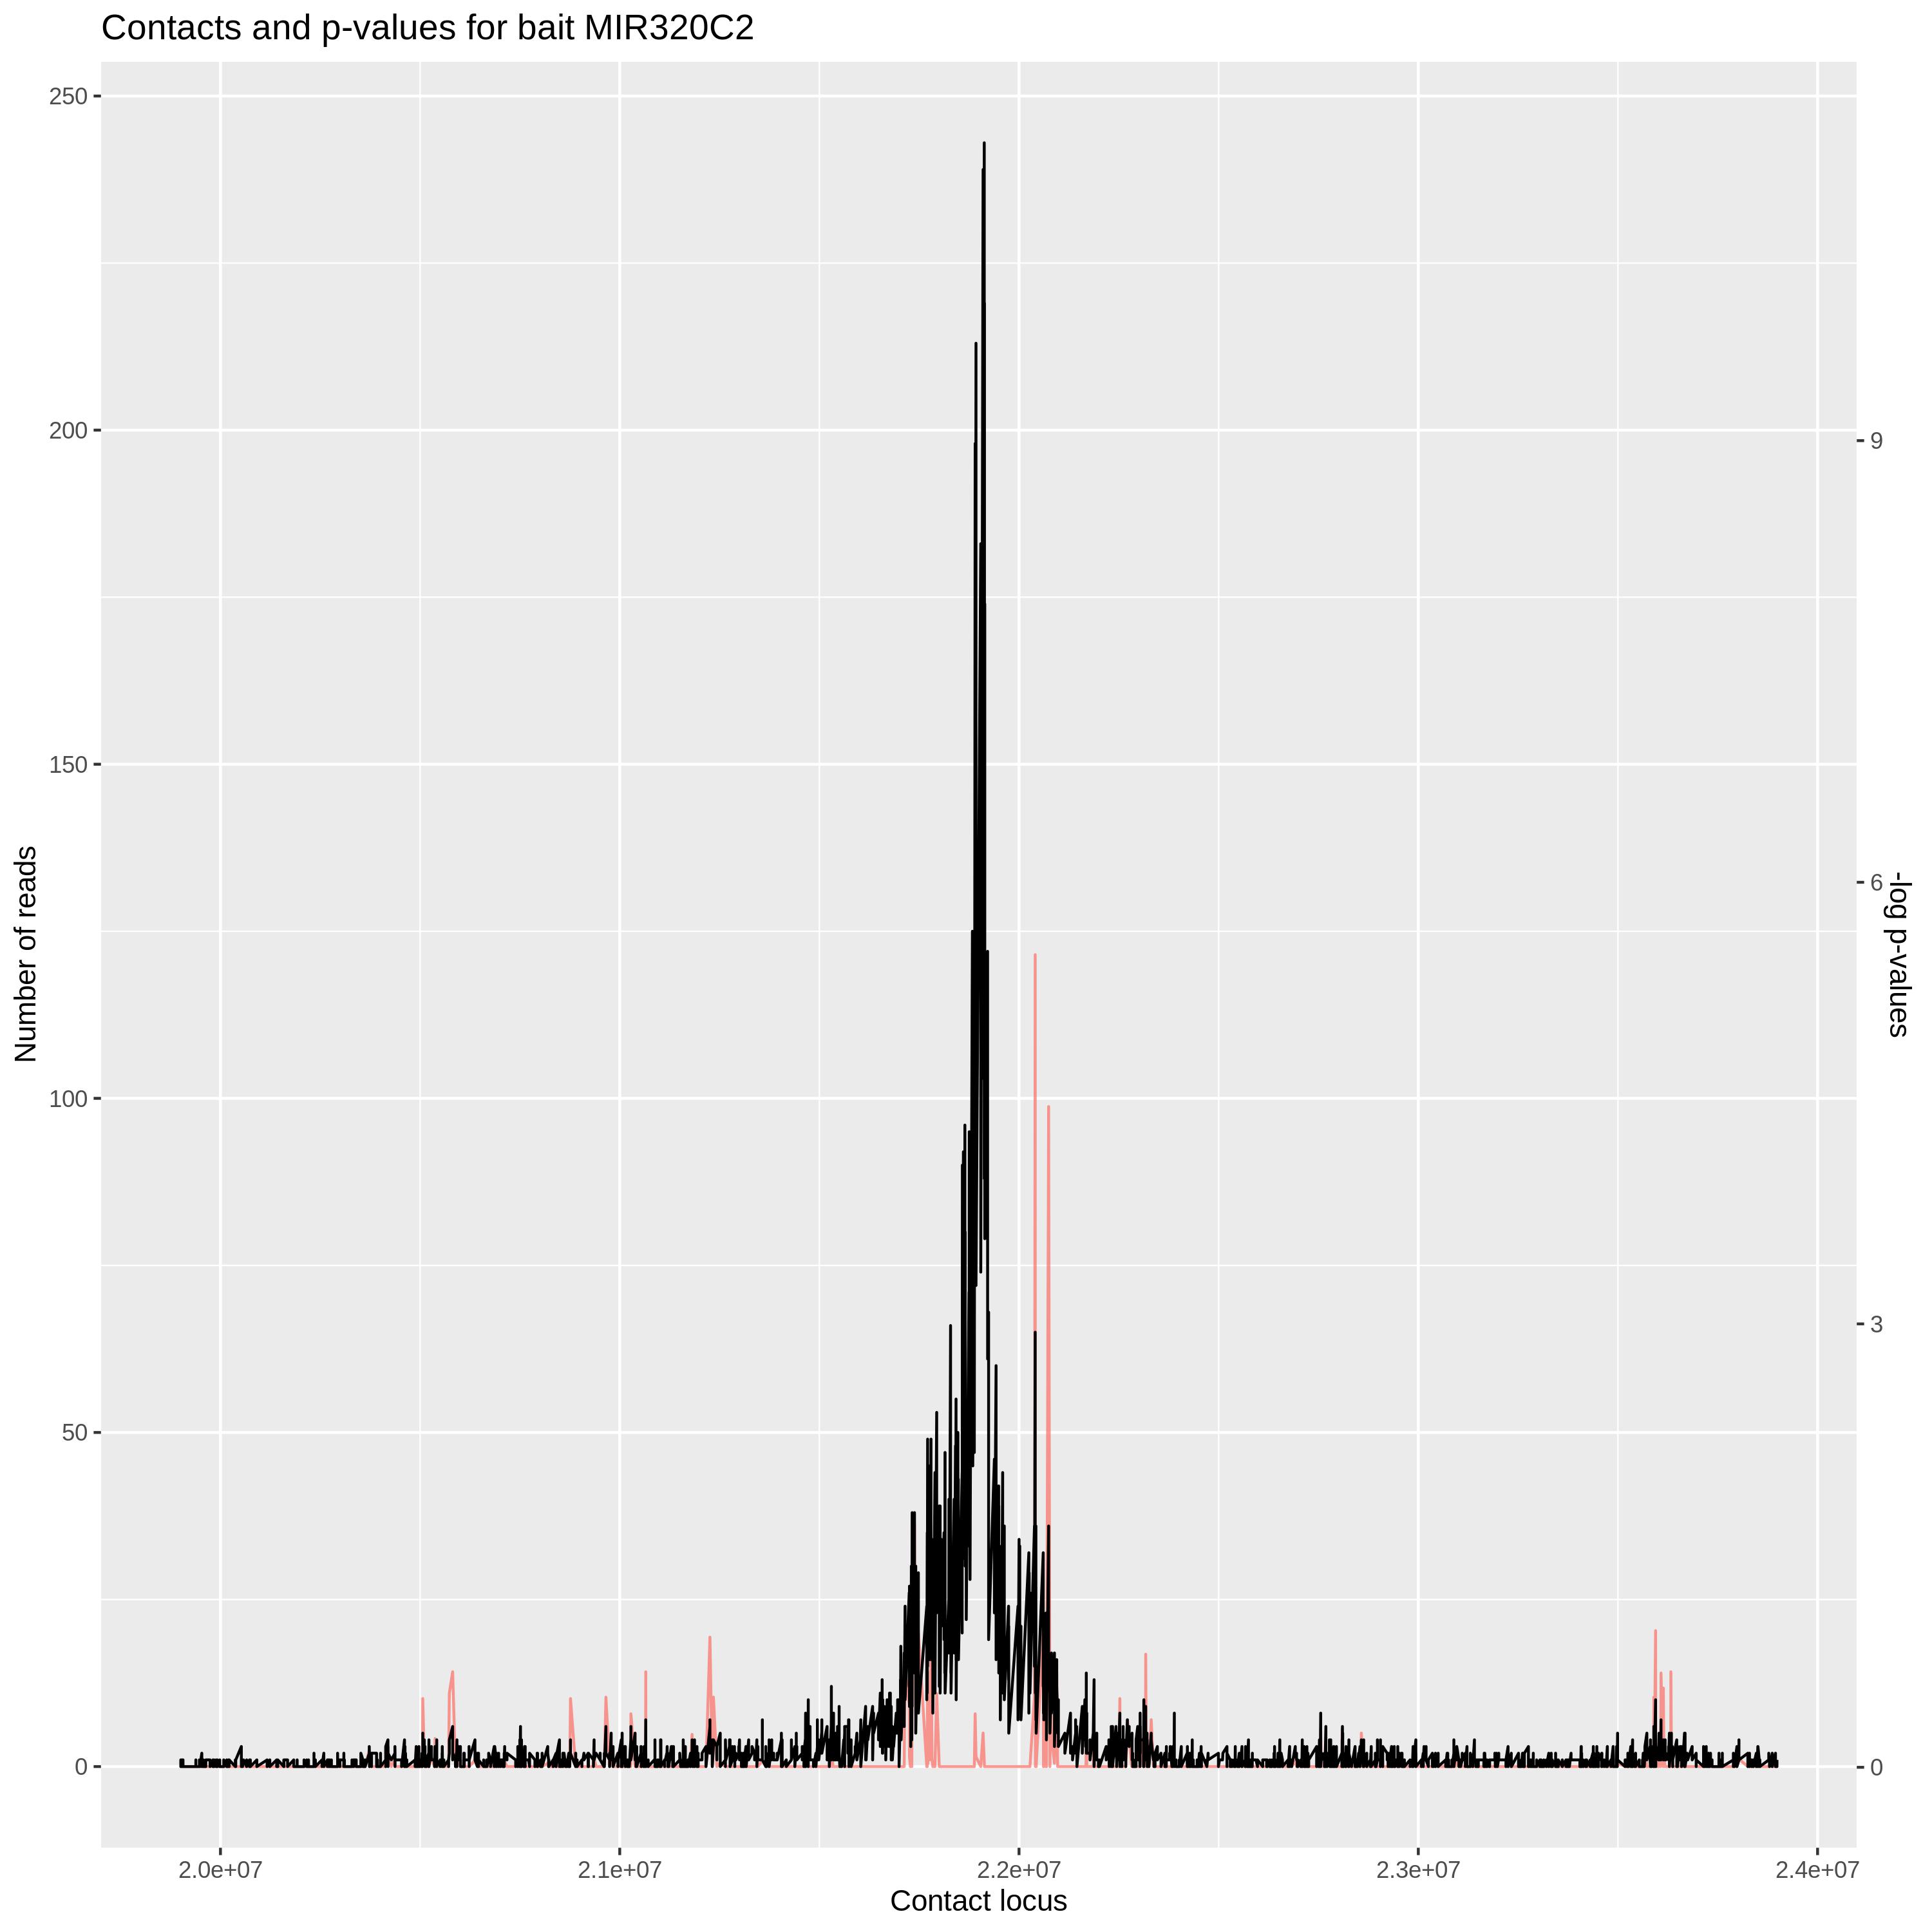 Contacts and p-values for bait MIR320C2
250
200
150
100
50
0
Number of reads
9
6
3
0
-log p-values
2.0e+07 2.1e+07 2.2e+07 2.3e+07 2.4e+07
Contact locus